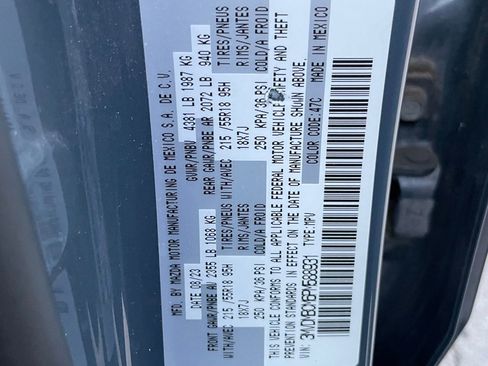 MFD. BY MAZDA MOTOR MANUFACTURING DE MEXICO S.A. DE C.V.
DATE 08/23 GVWR/PNBV 4381 LB 1987 KG
FRONT GAWR/PNBE AV 2355 LB 1068 KG REAR GAWR/PNBE AR 2072 LB 940 KG
WITH/AVEC 215 /55R18 95H TIRES/PNEUS WITH/AVEC 215 /55R18 95H TIRES/PNEUS
18X7J RIMS/JANTES 18X7J RIMS/JANTES
250 KPA/36 PSI COLD/A FROID 250 KPA/36 PSI COLD/A FROID
THIS VEHICLE CONFORMS TO ALL APPLICABLE FEDERAL MOTOR VEHICLE SAFETY AND THEFT
PREVENTION STANDARDS IN EFFECT ON THE DATE OF MANUFACTURE SHOWN ABOVE.
VIN: TYPE: MPV COLOR CODE: 47C MADE IN MEXICO